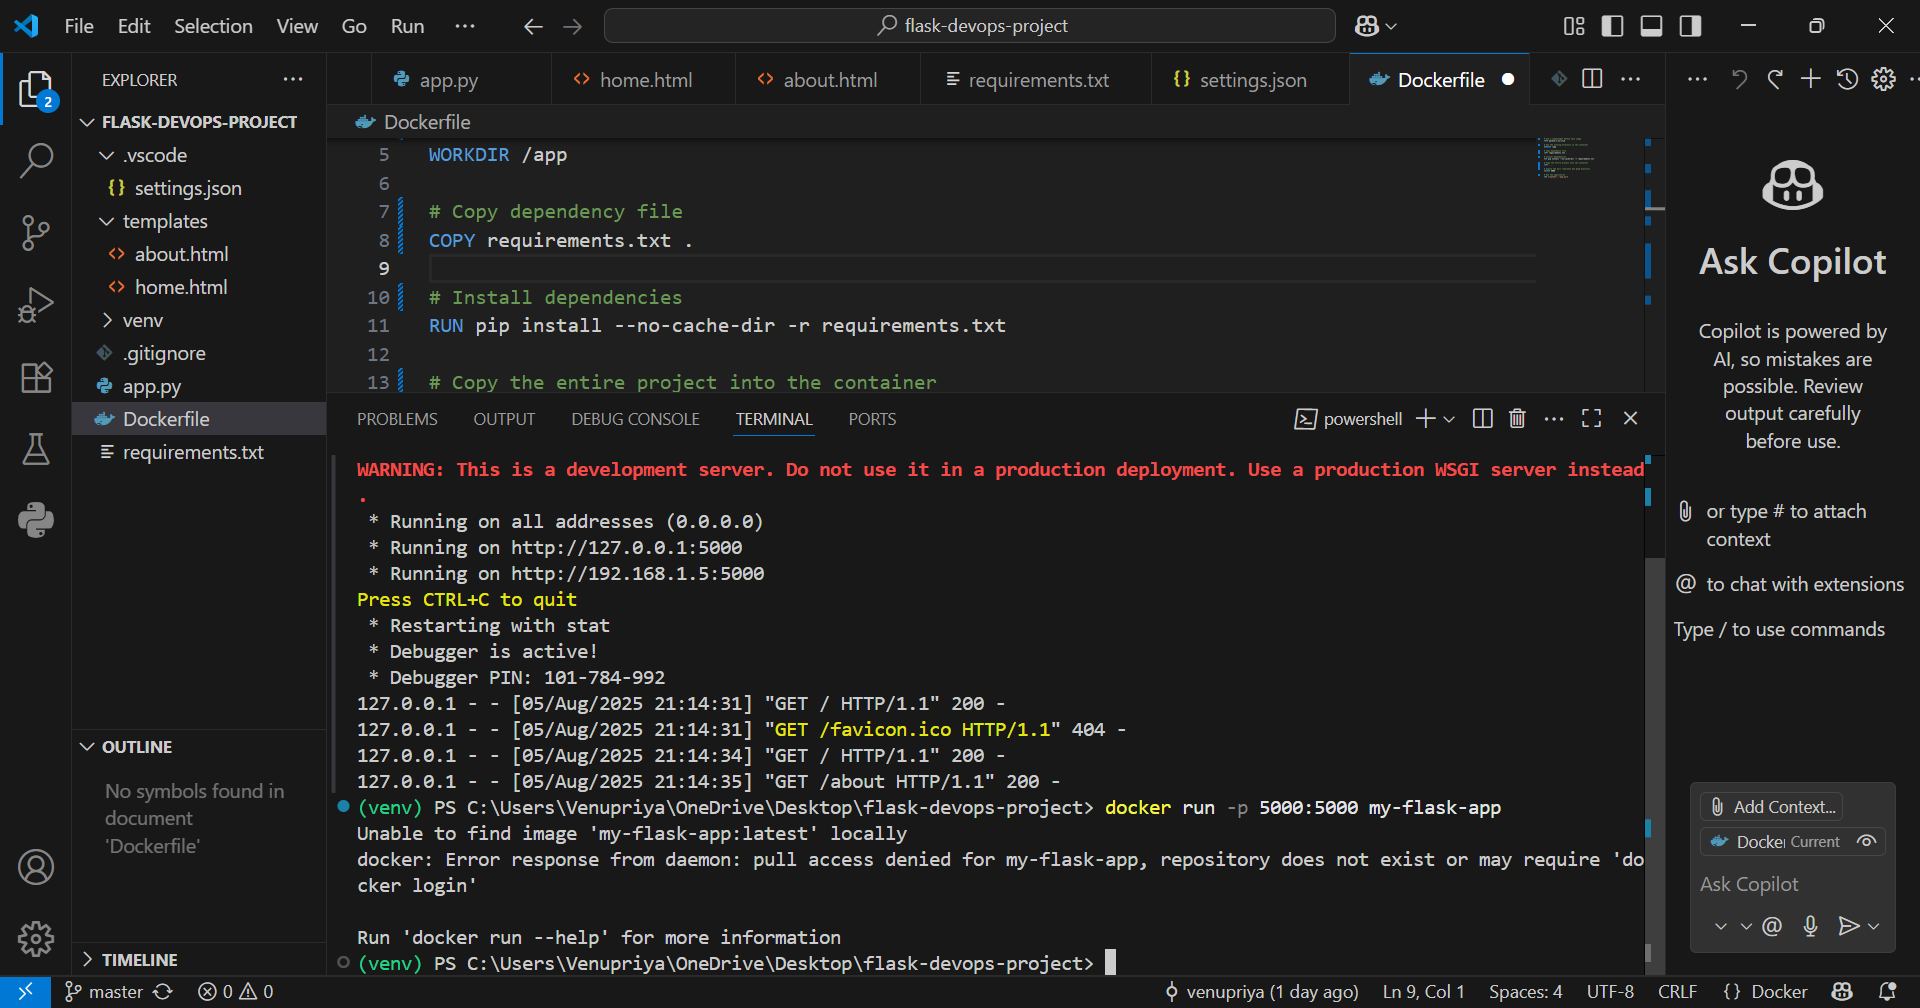 File Edit Selection View Go Run ··· flask-devops-project
EXPLORER ···
2
FLASK-DEVOPS-PROJECT
.vscode
{} settings.json
templates
<> about.html
<> home.html
venv
.gitignore
app.py
Dockerfile
requirements.txt
OUTLINE
No symbols found in
document
'Dockerfile'
TIMELINE
app.py <> home.html <> about.html requirements.txt {} settings.json Dockerfile
Dockerfile
5 WORKDIR /app
6
7 # Copy dependency file
8 COPY requirements.txt .
9
10 # Install dependencies
11 RUN pip install --no-cache-dir -r requirements.txt
12
13 # Copy the entire project into the container
PROBLEMS OUTPUT DEBUG CONSOLE TERMINAL PORTS powershell
WARNING: This is a development server. Do not use it in a production deployment. Use a production WSGI server instead
.
 * Running on all addresses (0.0.0.0)
 * Running on http://127.0.0.1:5000
 * Running on http://192.168.1.5:5000
Press CTRL+C to quit
 * Restarting with stat
 * Debugger is active!
 * Debugger PIN: 101-784-992
127.0.0.1 - - [05/Aug/2025 21:14:31] "GET / HTTP/1.1" 200 -
127.0.0.1 - - [05/Aug/2025 21:14:31] "GET /favicon.ico HTTP/1.1" 404 -
127.0.0.1 - - [05/Aug/2025 21:14:34] "GET / HTTP/1.1" 200 -
127.0.0.1 - - [05/Aug/2025 21:14:35] "GET /about HTTP/1.1" 200 -
(venv) PS C:\Users\Venupriya\OneDrive\Desktop\flask-devops-project> docker run -p 5000:5000 my-flask-app
Unable to find image 'my-flask-app:latest' locally
docker: Error response from daemon: pull access denied for my-flask-app, repository does not exist or may require 'do
cker login'
Run 'docker run --help' for more information
(venv) PS C:\Users\Venupriya\OneDrive\Desktop\flask-devops-project>
Ask Copilot
Copilot is powered by
AI, so mistakes are
possible. Review
output carefully
before use.
or type # to attach
context
@ to chat with extensions
Type / to use commands
Add Context...
Docker Current
Ask Copilot
@
master 0 0 venupriya (1 day ago) Ln 9, Col 1 Spaces: 4 UTF-8 CRLF {} Docker